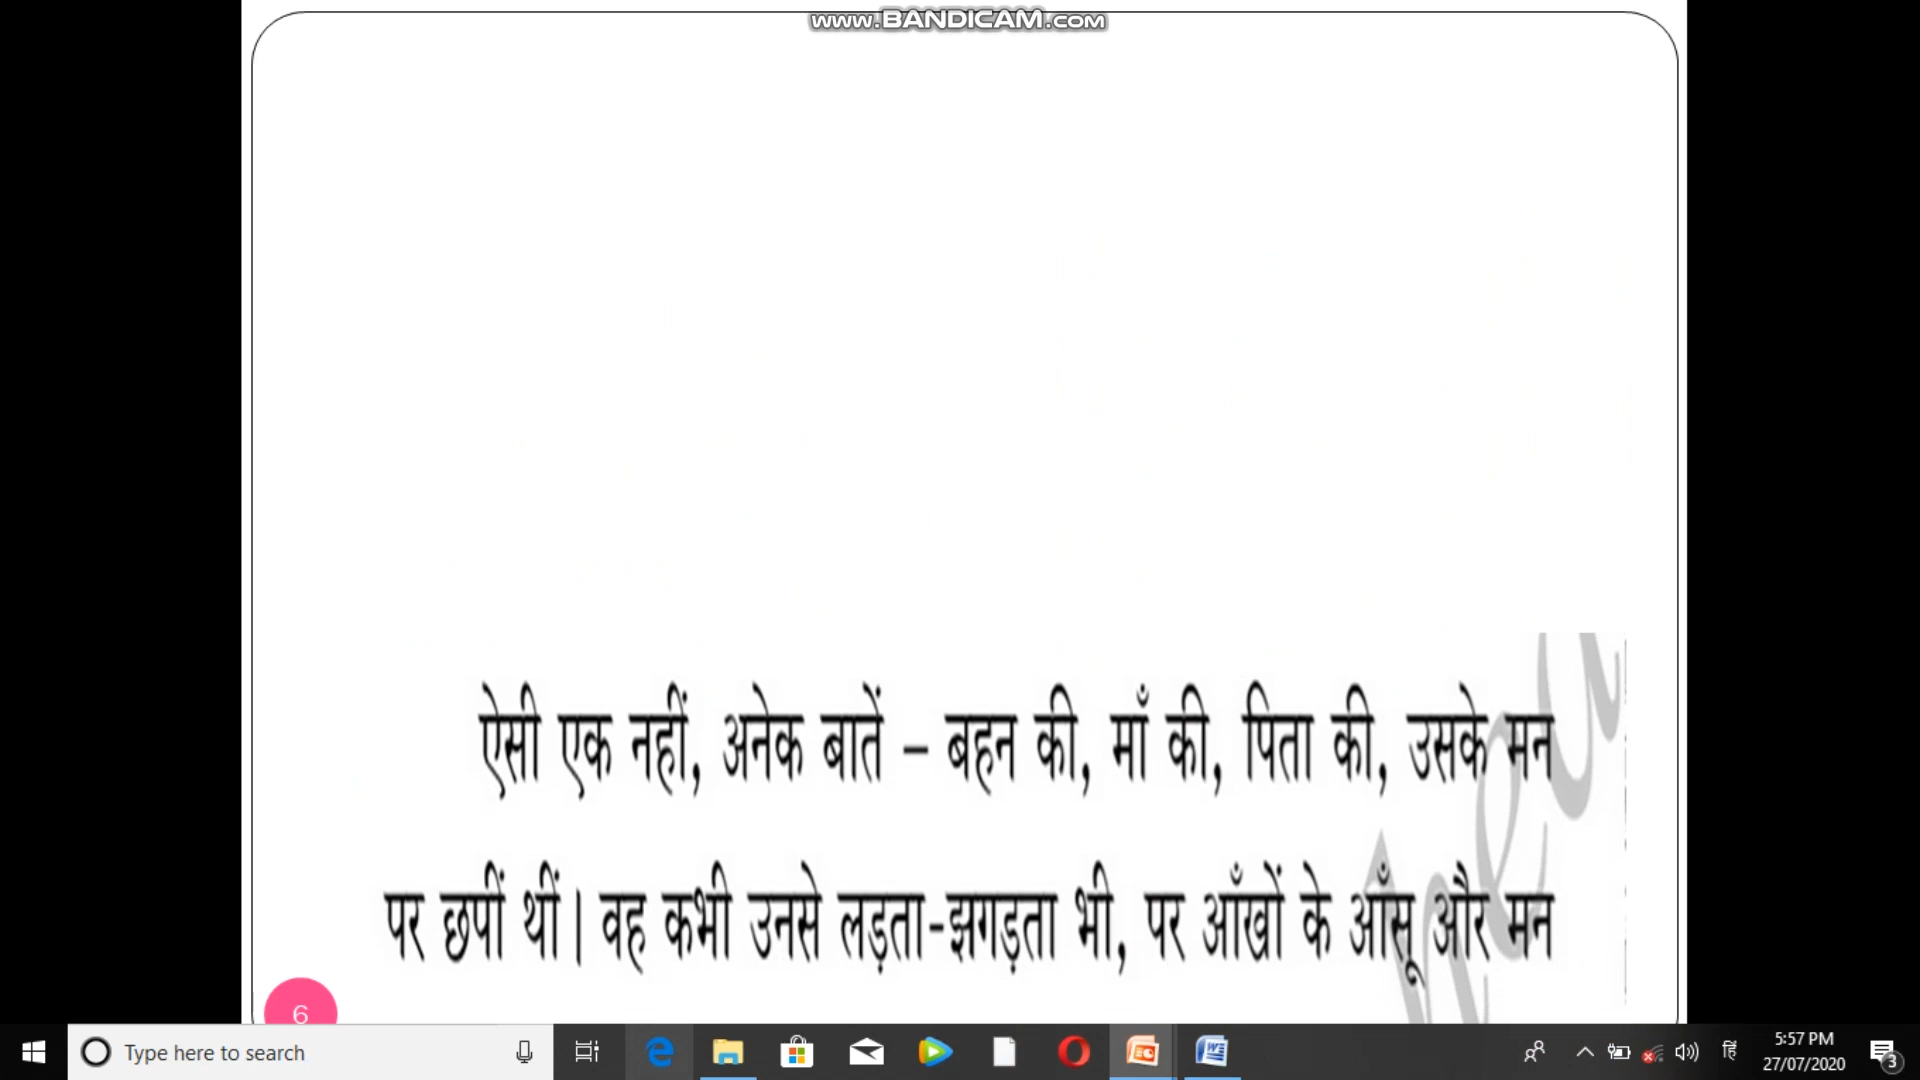 www.BANDICAM.com
ऐसी एक नहीं, अनेक बातें – बहन की, माँ की, पिता की, उसके मन
पर छपीं थीं। वह कभी उनसे लड़ता-झगड़ता भी, पर आँखों के आँसू और मन
6
Type here to search
हिं
5:57 PM
27/07/2020
3